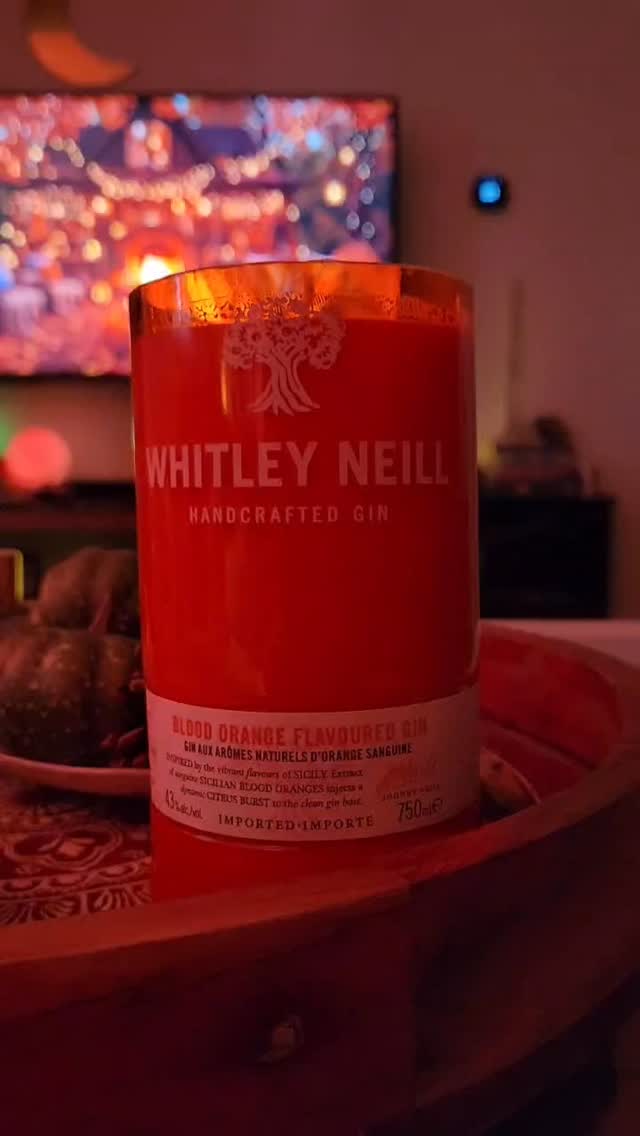 WHITLEY NEILL
HANDCRAFTED GIN
BLOOD ORANGE FLAVOURED GIN
GIN AUX ARÔMES NATURELS D'ORANGE SANGUINE
INSPIRED by the vibrant flavours of SICILY. Extract
of sanguine SICILIAN BLOOD ORANGES injects a
dynamic CITRUS BURST to the clean gin base.
43% alc./vol.
IMPORTED·IMPORTE
750ml e